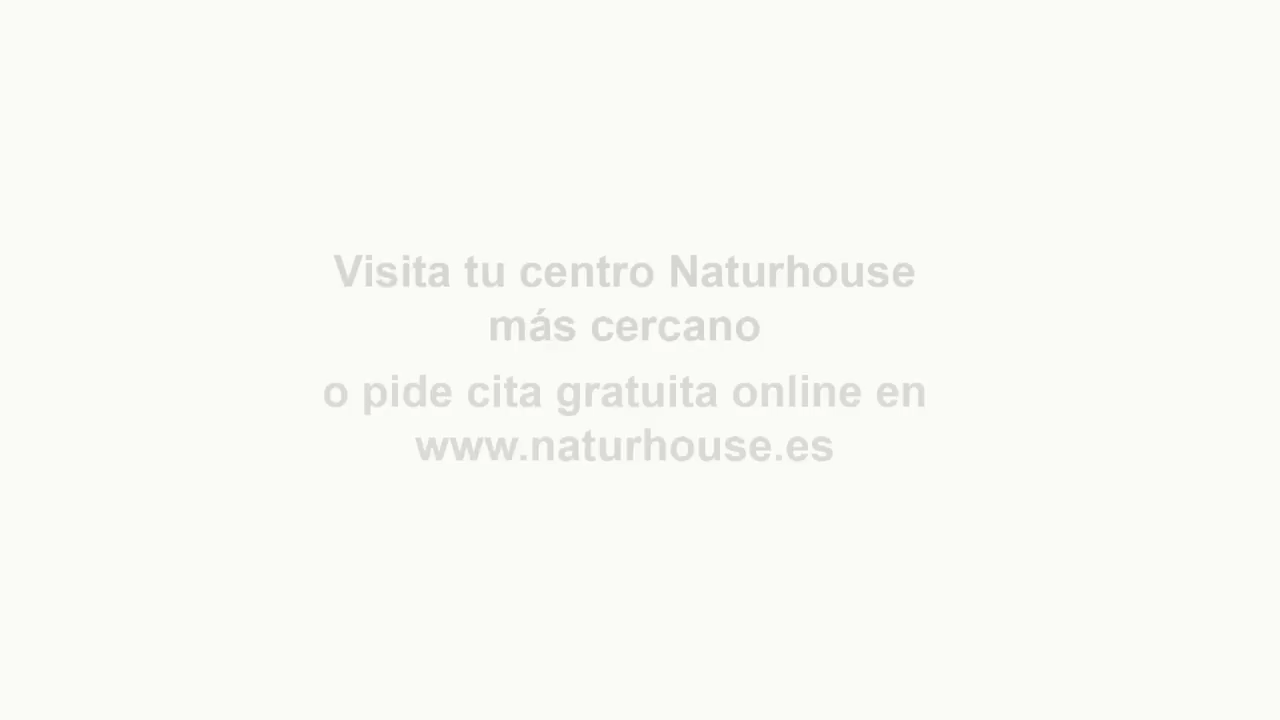 Visita tu centro Naturhouse
más cercano
o pide cita gratuita online en
www.naturhouse.es